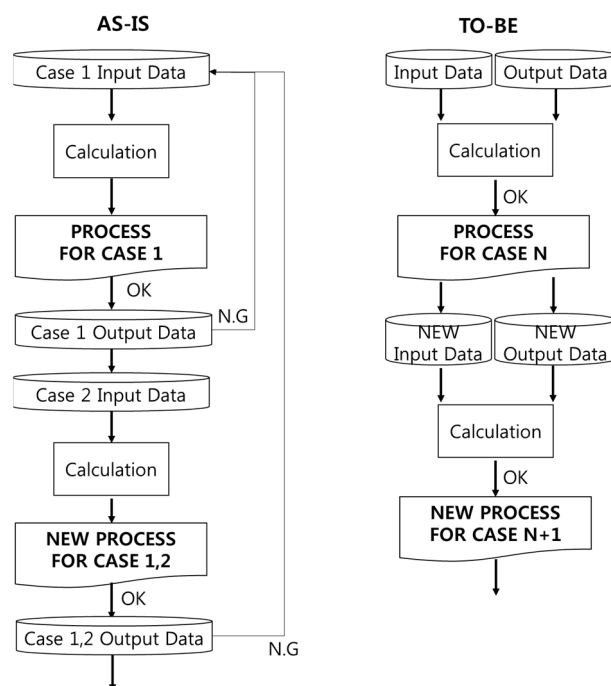 AS-IS
Case 1 Input Data
Calculation
PROCESS
FOR CASE 1
OK
N.G
Case 1 Output Data
Case 2 Input Data
Calculation
NEW PROCESS
FOR CASE 1,2
OK
Case 1,2 Output Data
N.G
TO-BE
Input Data
Output Data
Calculation
OK
PROCESS
FOR CASE N
NEW
Input Data
NEW
Output Data
Calculation
OK
NEW PROCESS
FOR CASE N+1